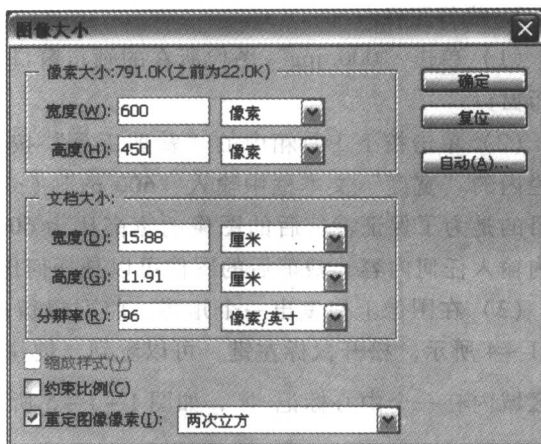 图像大小
像素大小:791.0K(之前为22.0K)
宽度(W): 600 像素
高度(H): 450 像素
确定
复位
自动(A)...
文档大小:
宽度(D): 15.88 厘米
高度(G): 11.91 厘米
分辨率(R): 96 像素/英寸
缩放样式(Y)
约束比例(C)
重定图像像素(I): 两次立方